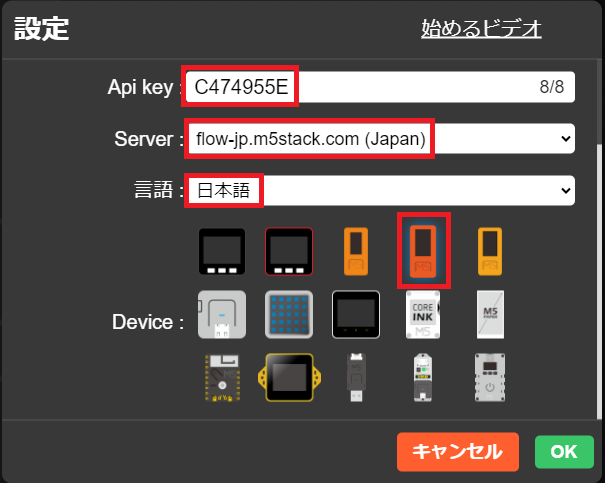 設定
始めるビデオ
Api key :
C474955E
8/8
Server :
flow-jp.m5stack.com (Japan)
言語 :
日本語
Device :
M5
CORE
INK
M5
M5
PAPER
キャンセル
OK